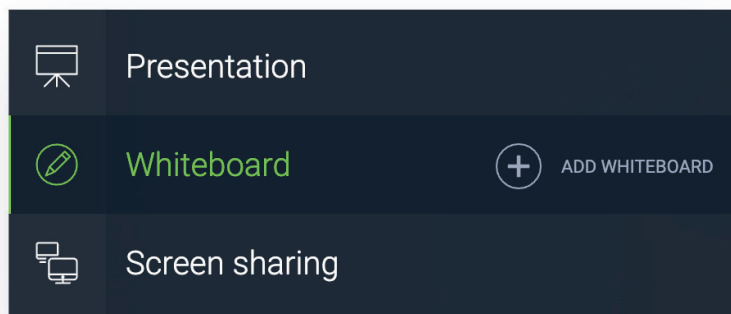 Presentation
Whiteboard
ADD WHITEBOARD
Screen sharing